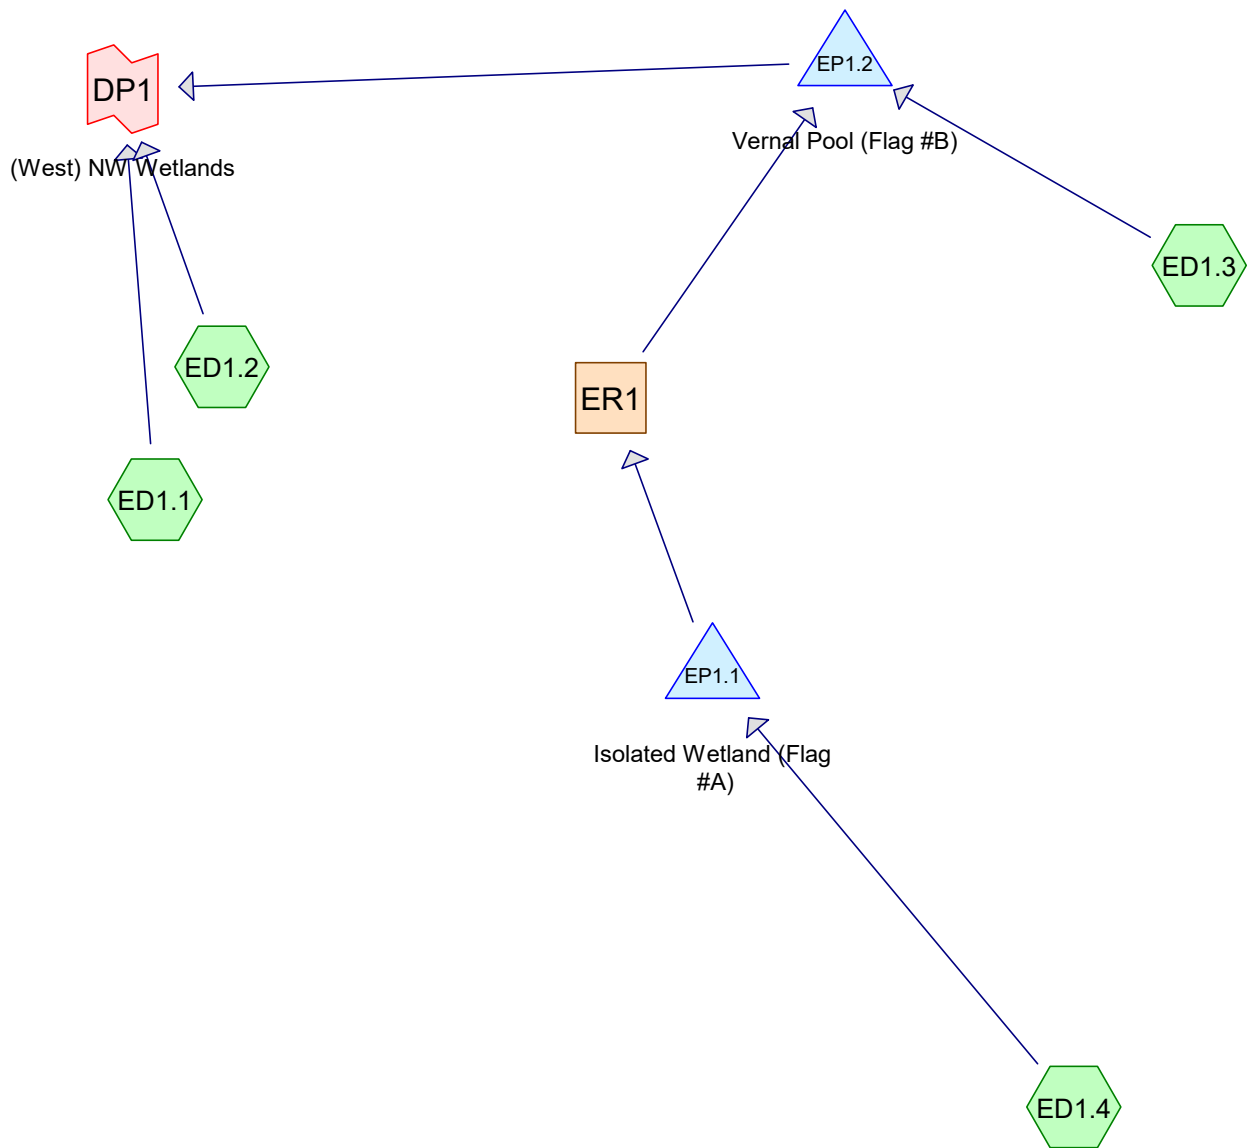 EP1.2
DP1
Vernal Pool (Flag #B)
(West) NW Wetlands
ED1.3
ED1.2
ER1
ED1.1
EP1.1
Isolated Wetland (Flag
#A)
ED1.4